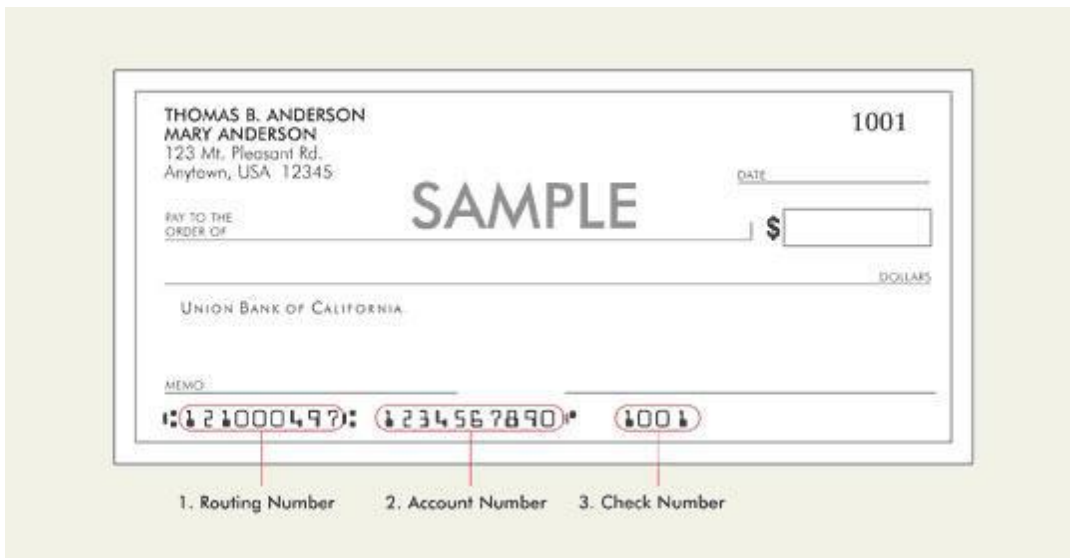 THOMAS B. ANDERSON
MARY ANDERSON
123 Mt. Pleasant Rd.
Anytown, USA 12345
1001
DATE
SAMPLE
PAY TO THE
ORDER OF
$
DOLLARS
UNION BANK OF CALIFORNIA
MEMO
⑆121000497⑆ 1234567890⑈ 1001
1. Routing Number 2. Account Number 3. Check Number